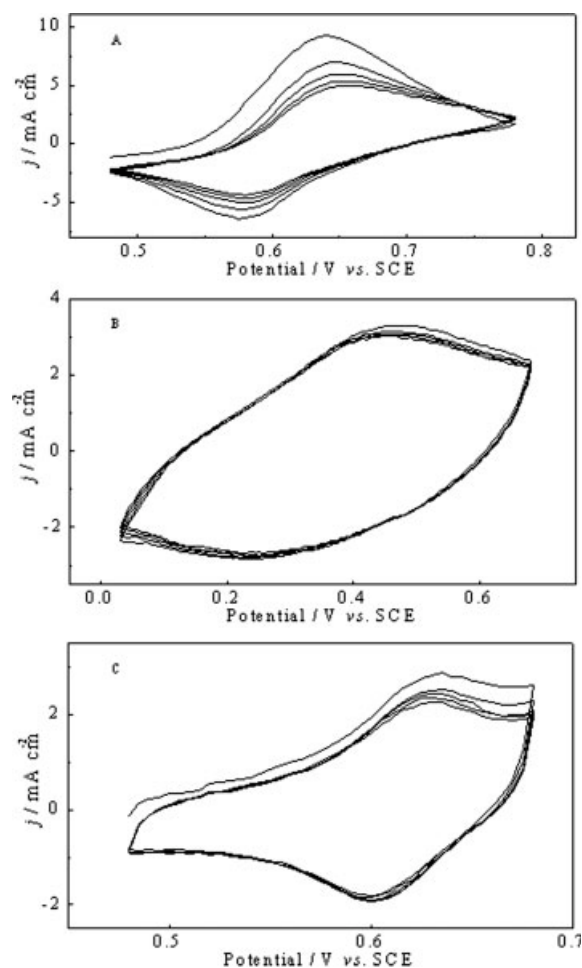 A
10
5
0
-5
j / mA cm-2
0.5 0.6 0.7 0.8
Potential / V vs. SCE
B
4
2
0
-2
j / mA cm-2
0.0 0.2 0.4 0.6
Potential / V vs. SCE
C
2
0
-2
j / mA cm-2
0.5 0.6 0.7
Potential / V vs. SCE